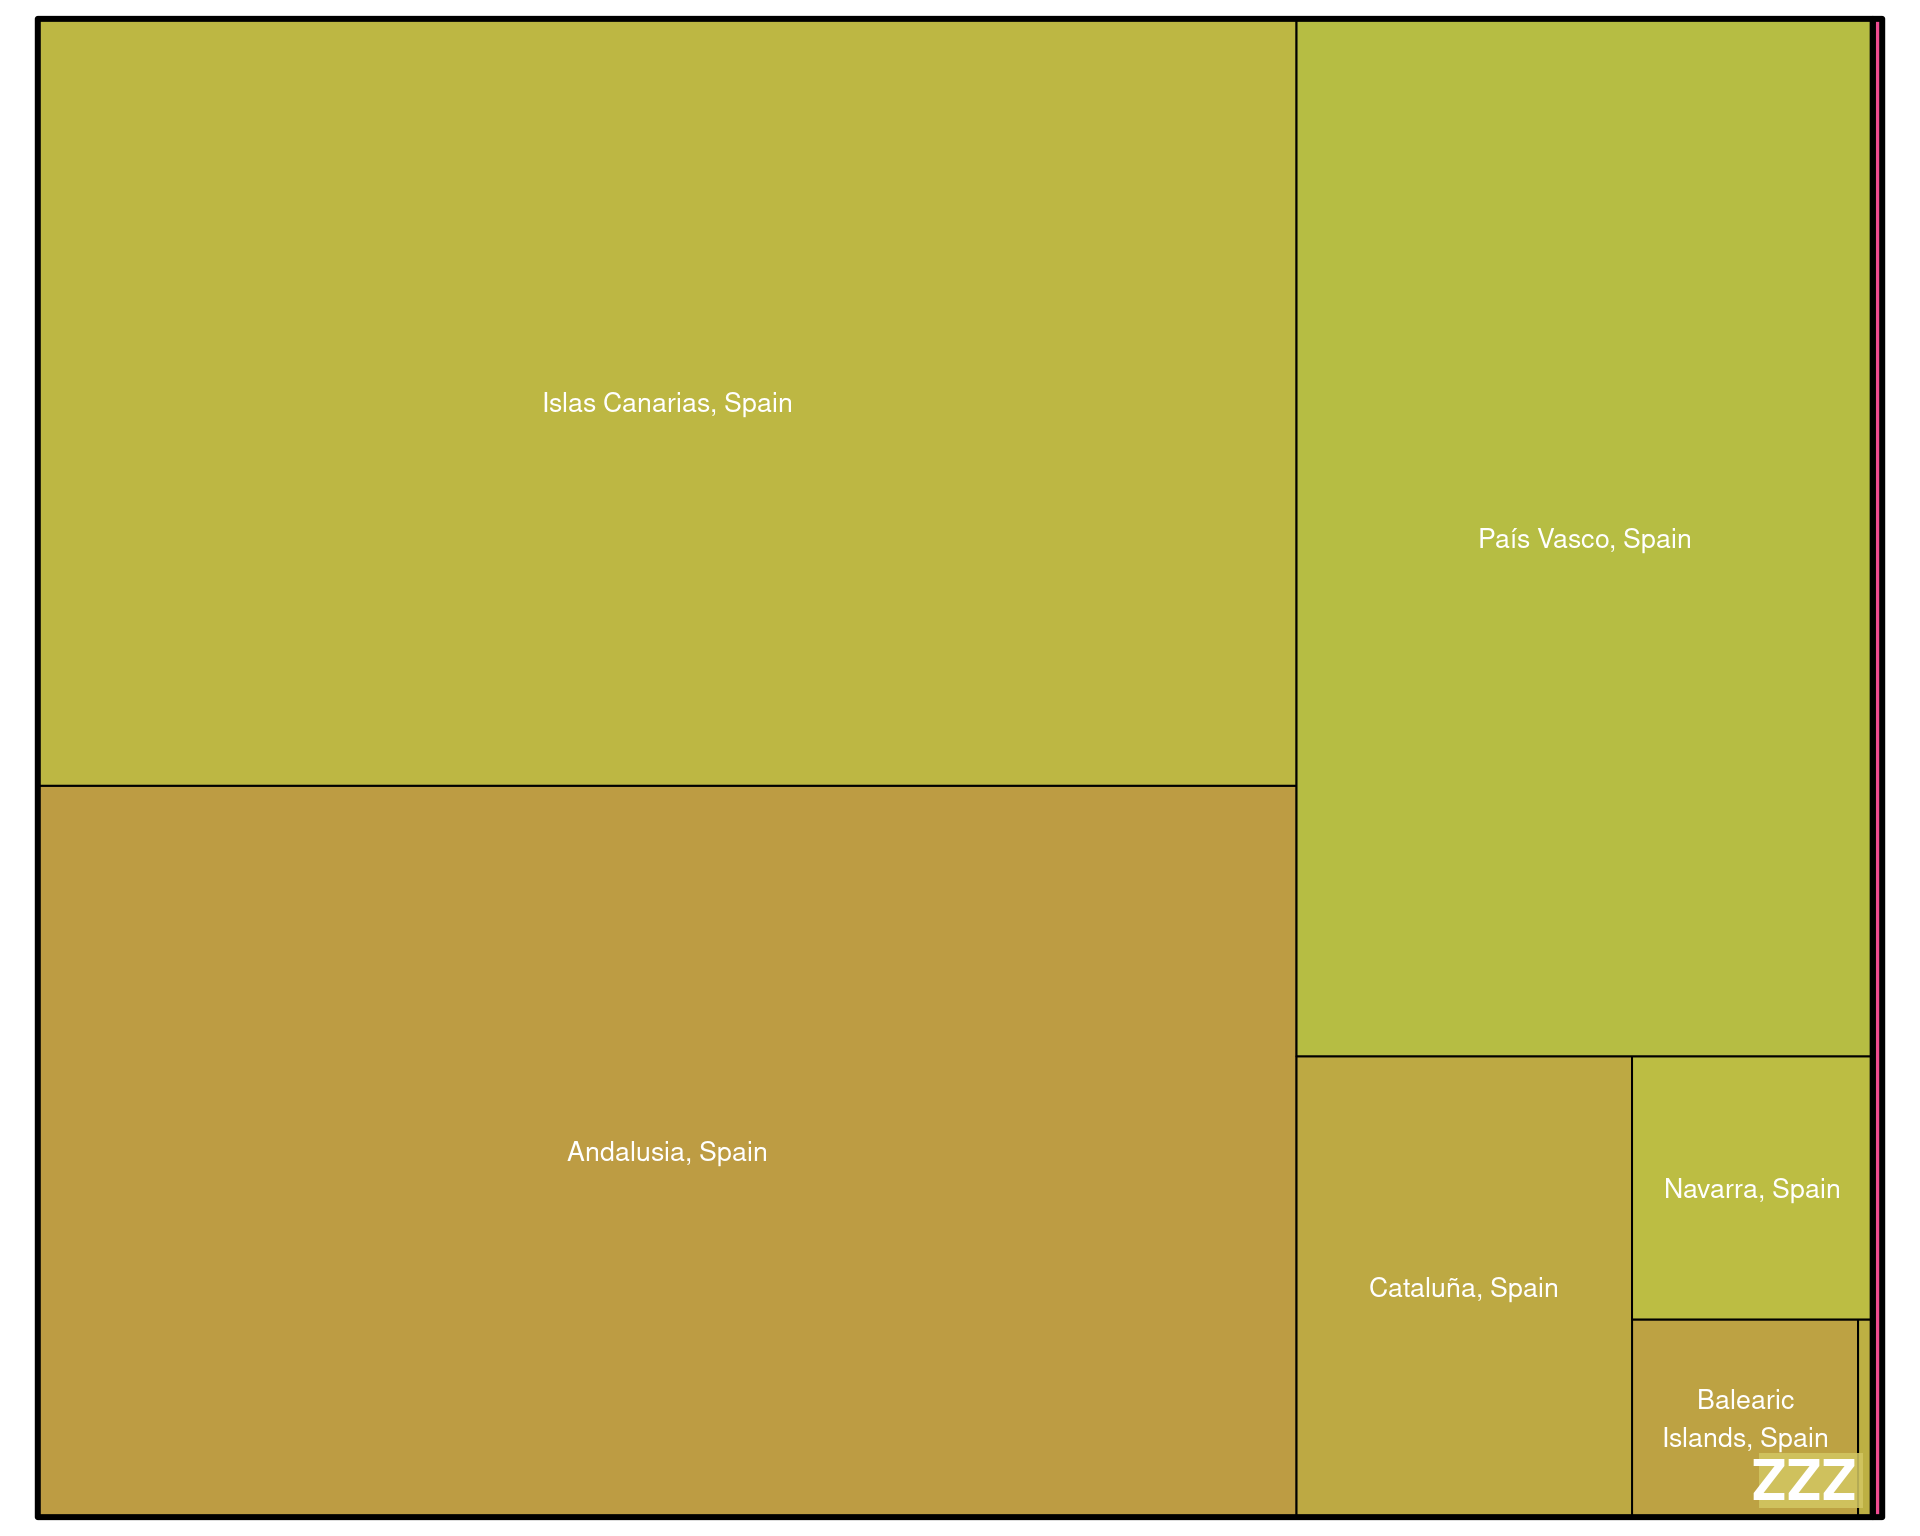 Islas Canarias, Spain
País Vasco, Spain
Andalusia, Spain
Navarra, Spain
Cataluña, Spain
Balearic
Islands, Spain
ZZZ